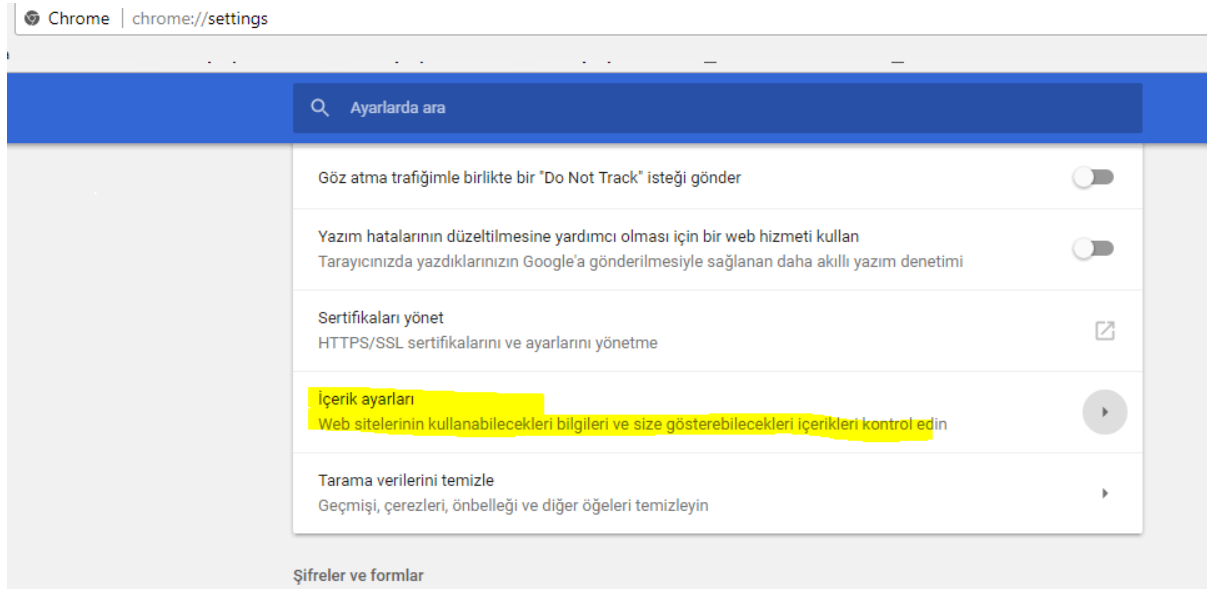 Chrome | chrome://settings
Ayarlarda ara
Göz atma trafiğimle birlikte bir "Do Not Track" isteği gönder
Yazım hatalarının düzeltilmesine yardımcı olması için bir web hizmeti kullan
Tarayıcınızda yazdıklarınızın Google'a gönderilmesiyle sağlanan daha akıllı yazım denetimi
Sertifikaları yönet
HTTPS/SSL sertifikalarını ve ayarlarını yönetme
İçerik ayarları
Web sitelerinin kullanabilecekleri bilgileri ve size gösterebilecekleri içerikleri kontrol edin
Tarama verilerini temizle
Geçmişi, çerezleri, önbelleği ve diğer öğeleri temizleyin
Şifreler ve formlar